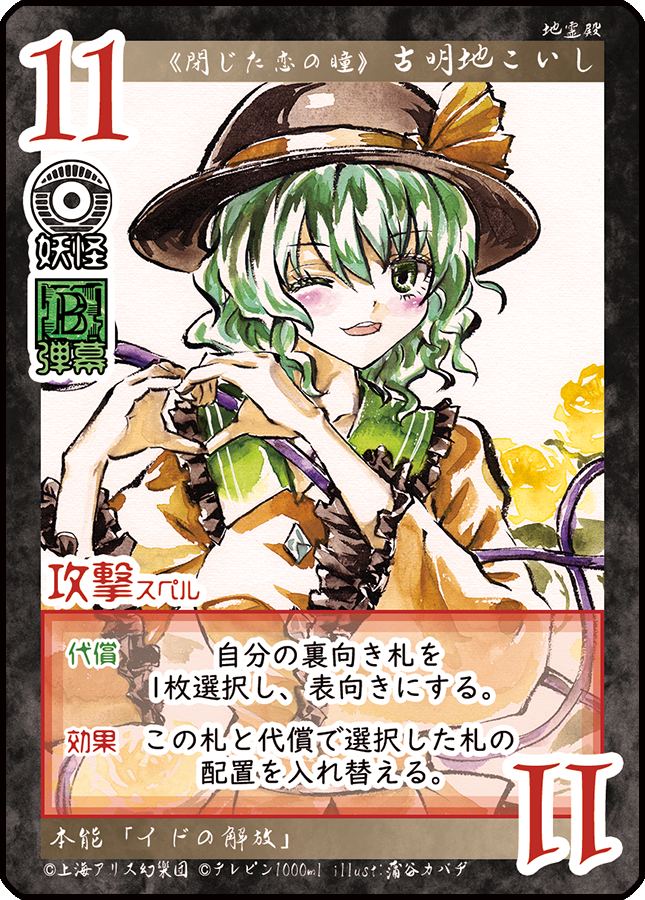 地霊殿
11
《閉じた恋の瞳》 古明地こいし
妖怪
B
弾幕
攻撃スペル
代償 自分の裏向き札を
1枚選択し、表向きにする。
効果 この札と代償で選択した札の
配置を入れ替える。
11
本能「イドの解放」
©上海アリス幻樂団 ©テレピン1000ml illust:蒲谷カバヂ